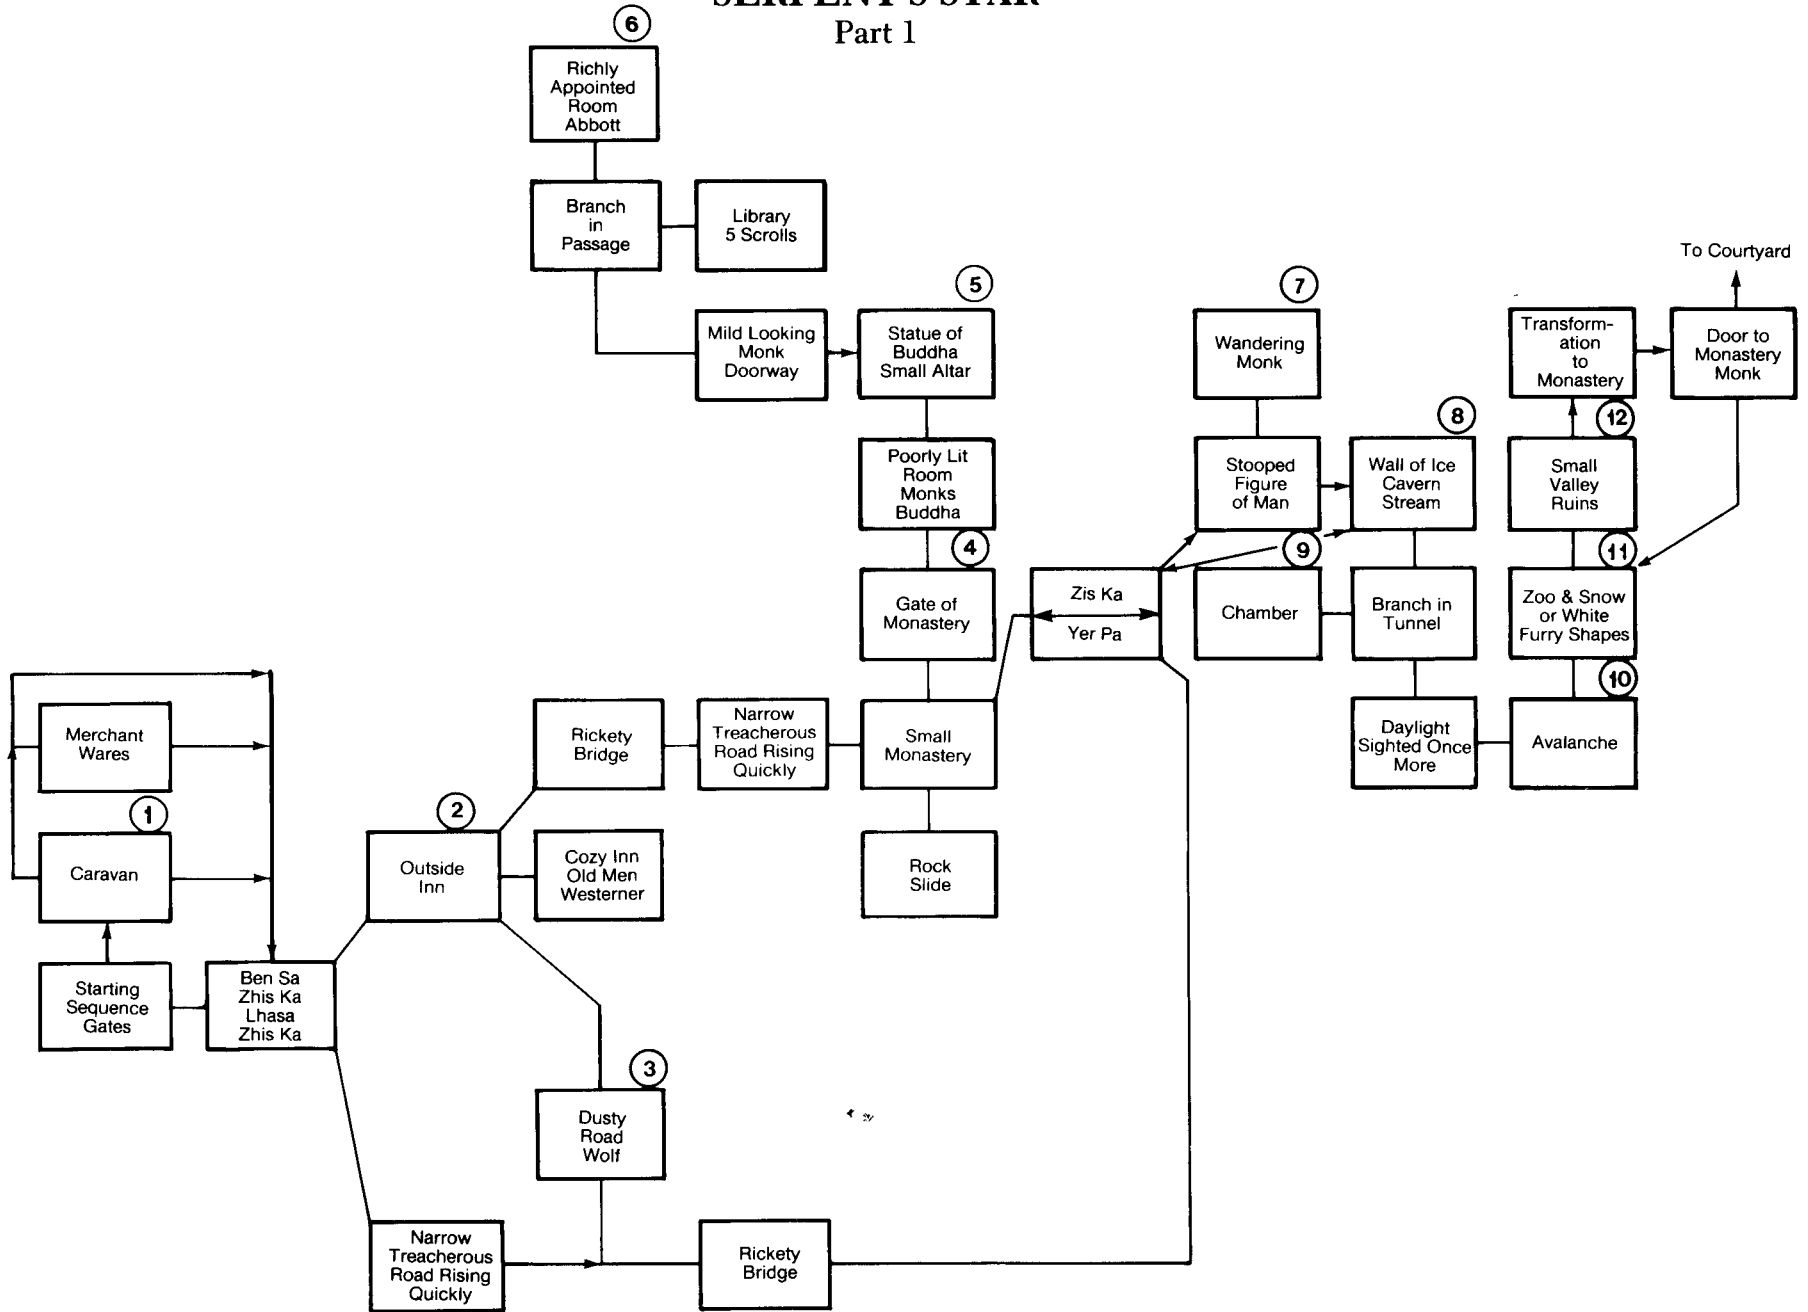 SERPENT'S STAR
Part 1
6
Richly
Appointed
Room
Abbott
Branch
in
Passage
Library
5 Scrolls
To Courtyard
5
7
Mild Looking
Monk
Doorway
Statue of
Buddha
Small Altar
Wandering
Monk
Transform-
ation
to
Monastery
Door to
Monastery
Monk
8
12
Poorly Lit
Room
Monks
Buddha
Stooped
Figure
of Man
Wall of Ice
Cavern
Stream
Small
Valley
Ruins
4
9
11
Gate of
Monastery
Zis Ka
Yer Pa
Chamber
Branch in
Tunnel
Zoo & Snow
or White
Furry Shapes
10
Merchant
Wares
Rickety
Bridge
Narrow
Treacherous
Road Rising
Quickly
Small
Monastery
Daylight
Sighted Once
More
Avalanche
1
2
Caravan
Outside
Inn
Cozy Inn
Old Men
Westerner
Rock
Slide
Starting
Sequence
Gates
Ben Sa
Zhis Ka
Lhasa
Zhis Ka
3
Dusty
Road
Wolf
Narrow
Treacherous
Road Rising
Quickly
Rickety
Bridge